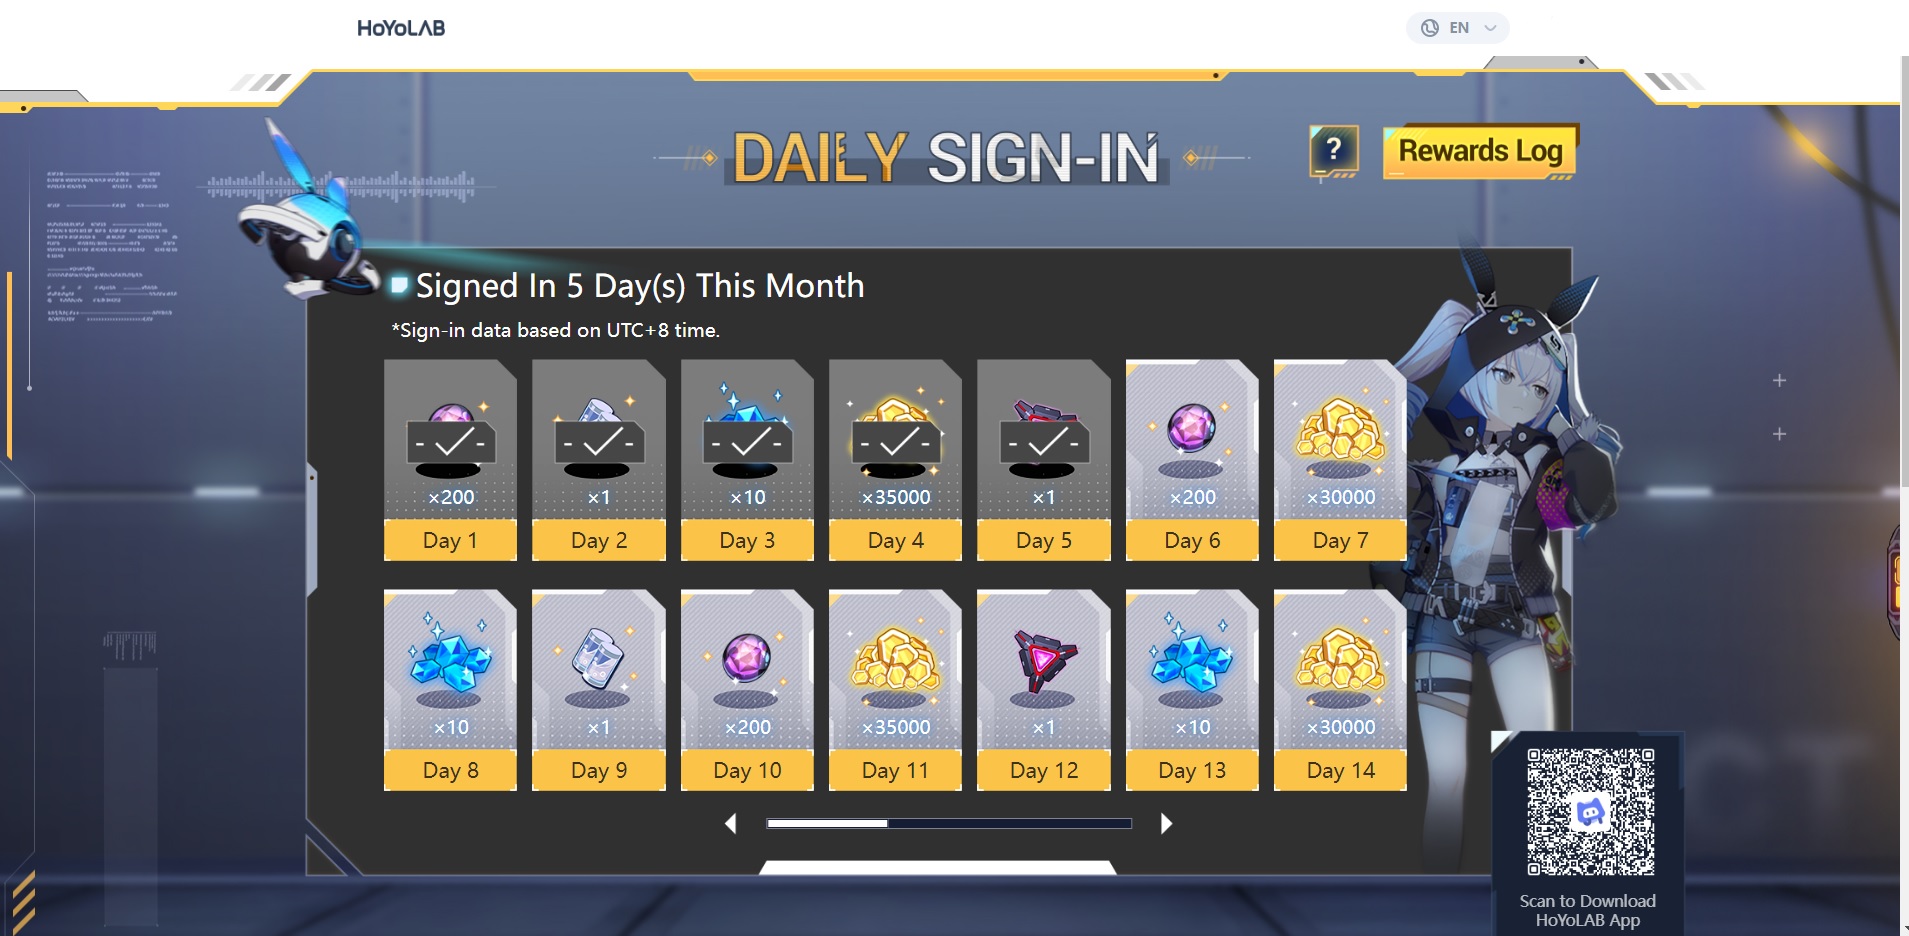 HoYoLAB
EN
DAILY SIGN-IN
?
Rewards Log
Signed In 5 Day(s) This Month
*Sign-in data based on UTC+8 time.
×200 ×1 ×10 ×35000 ×1 ×200 ×30000
Day 1 Day 2 Day 3 Day 4 Day 5 Day 6 Day 7
×10 ×1 ×200 ×35000 ×1 ×10 ×30000
Day 8 Day 9 Day 10 Day 11 Day 12 Day 13 Day 14
Scan to Download
HoYoLAB App